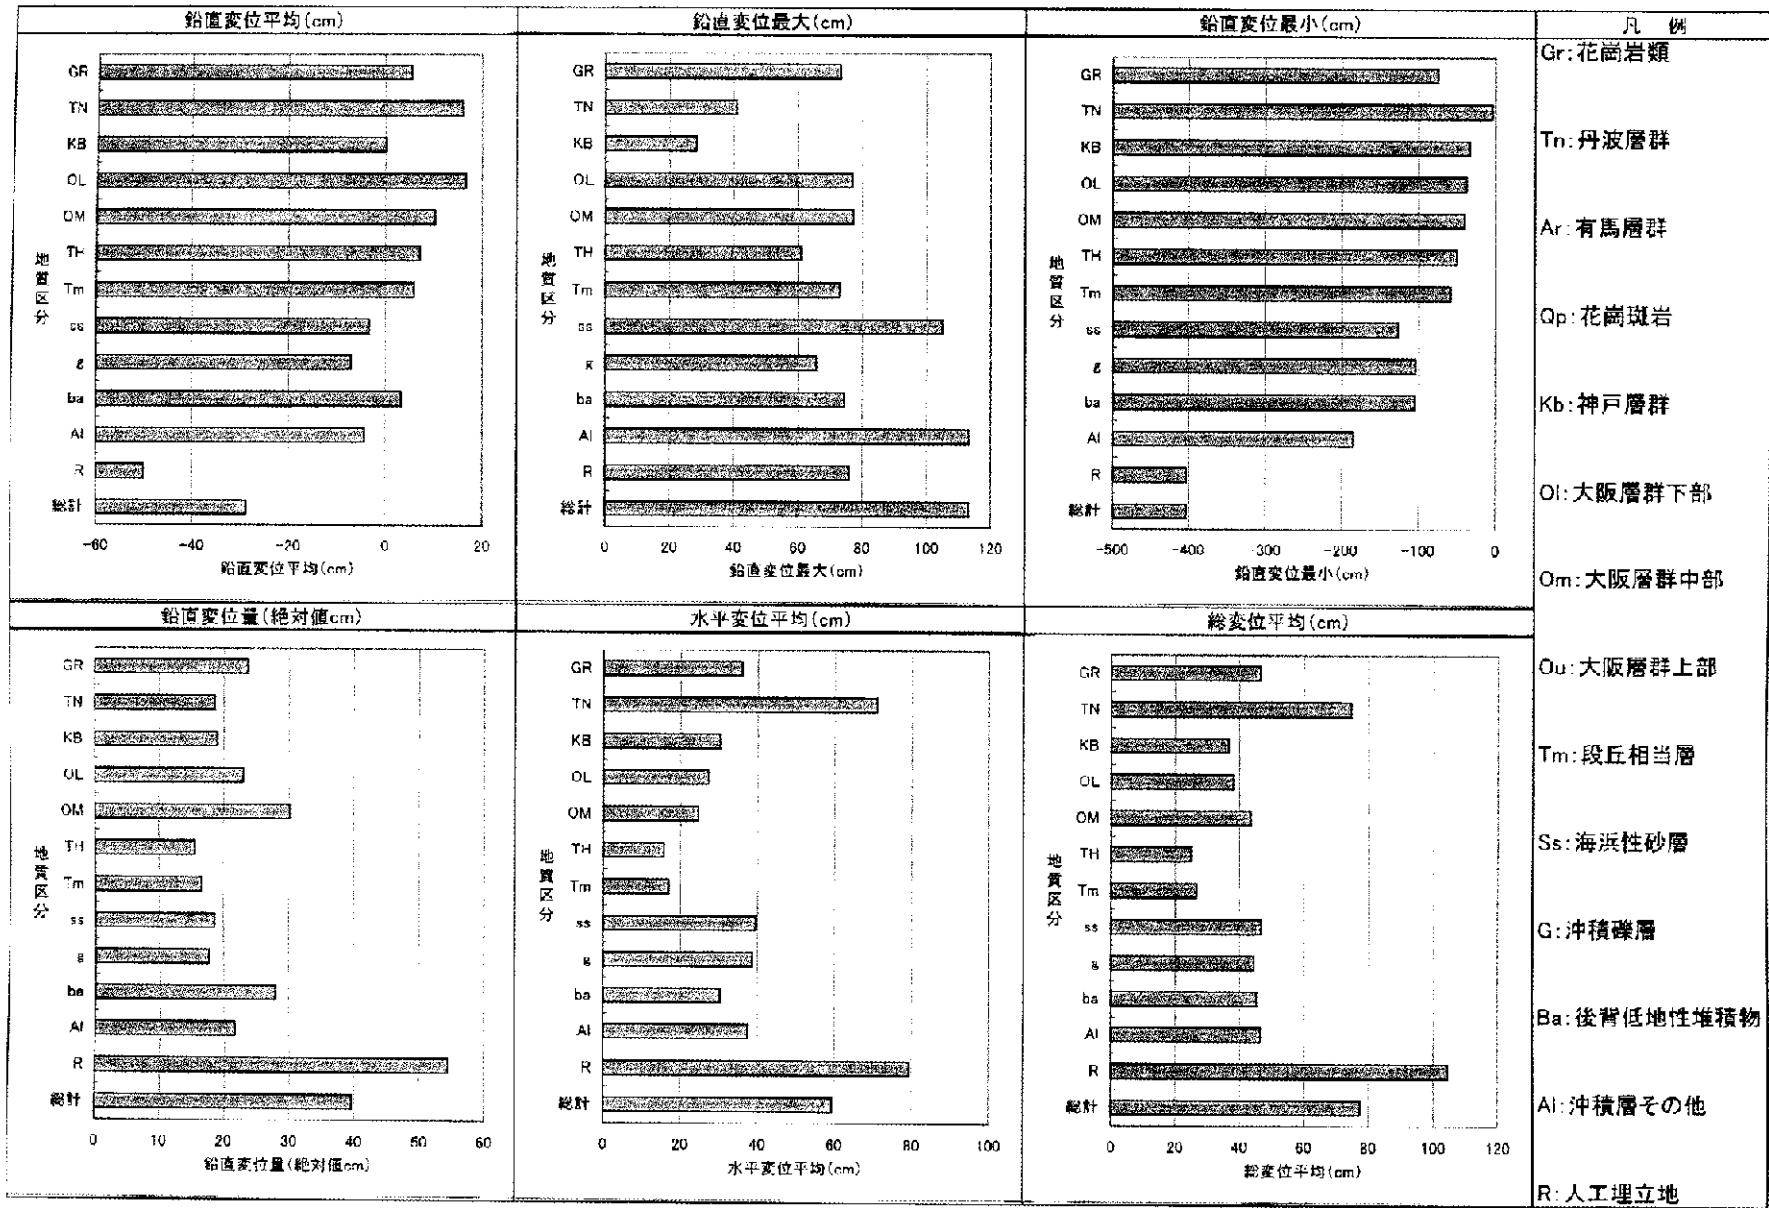 鉛直変位平均(cm)
GR
TN
KB
OL
OM
TH
Tm
ss
g
ba
Al
R
総計
地質区分
-60 -40 -20 0 20
鉛直変位平均(cm)
鉛直変位最大(cm)
GR
TN
KB
OL
OM
TH
Tm
ss
g
ba
Al
R
総計
地質区分
0 20 40 60 80 100 120
鉛直変位最大(cm)
鉛直変位最小(cm)
GR
TN
KB
OL
OM
TH
Tm
ss
g
ba
Al
R
総計
地質区分
-500 -400 -300 -200 -100 0
鉛直変位最小(cm)
鉛直変位量(絶対値cm)
GR
TN
KB
OL
OM
TH
Tm
ss
g
ba
Al
R
総計
地質区分
0 10 20 30 40 50 60
鉛直変位量(絶対値cm)
水平変位平均(cm)
GR
TN
KB
OL
OM
TH
Tm
ss
g
ba
Al
R
総計
地質区分
0 20 40 60 80 100
水平変位平均(cm)
総変位平均(cm)
GR
TN
KB
OL
OM
TH
Tm
ss
g
ba
Al
R
総計
地質区分
0 20 40 60 80 100 120
総変位平均(cm)
凡 例
Gr:花崗岩類
Tn:丹波層群
Ar:有馬層群
Qp:花崗斑岩
Kb:神戸層群
Ol:大阪層群下部
Om:大阪層群中部
Ou:大阪層群上部
Tm:段丘相当層
Ss:海浜性砂層
G:沖積礫層
Ba:後背低地性堆積物
Al:沖積層その他
R:人工埋立地